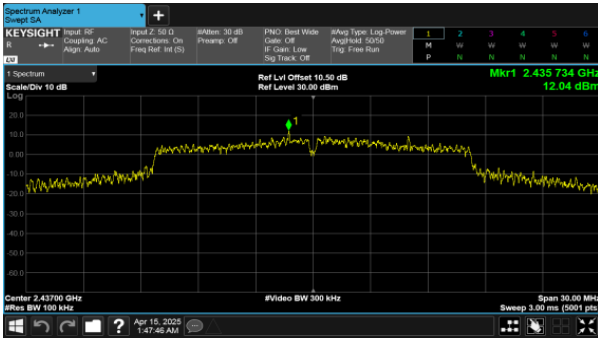 Spectrum Analyzer 1
Swept SA
KEYSIGHT
R
Input: RF
Coupling: AC
Align: Auto
Input Z: 50 Ω
Corrections: On
Freq Ref: Int (S)
#Atten: 30 dB
Preamp: Off
PNO: Best Wide
Gate: Off
IF Gain: Low
Sig Track: Off
#Avg Type: Log-Power
Avg|Hold: 50/50
Trig: Free Run
1 2 3 4 5 6
M W W W W W
P N N N N N
1 Spectrum
Scale/Div 10 dB
Ref Lvl Offset 10.50 dB
Ref Level 30.00 dBm
Mkr1 2.435 734 GHz
12.04 dBm
Log
20.0
10.0
0.00
-10.0
-20.0
-30.0
-40.0
-50.0
-60.0
1
Center 2.43700 GHz
#Res BW 100 kHz
#Video BW 300 kHz
Span 30.00 MHz
Sweep 3.00 ms (5001 pts)
?
Apr 15, 2025
1:47:46 AM